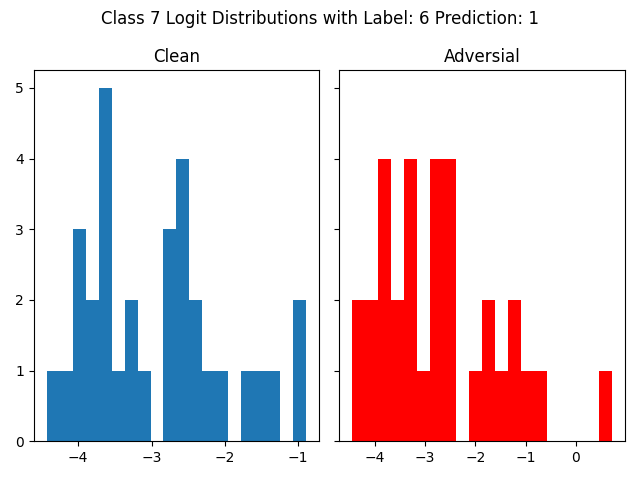 Class 7 Logit Distributions with Label: 6 Prediction: 1
Clean
Adversial
5
4
3
2
1
0
−4 −3 −2 −1
−4 −3 −2 −1 0